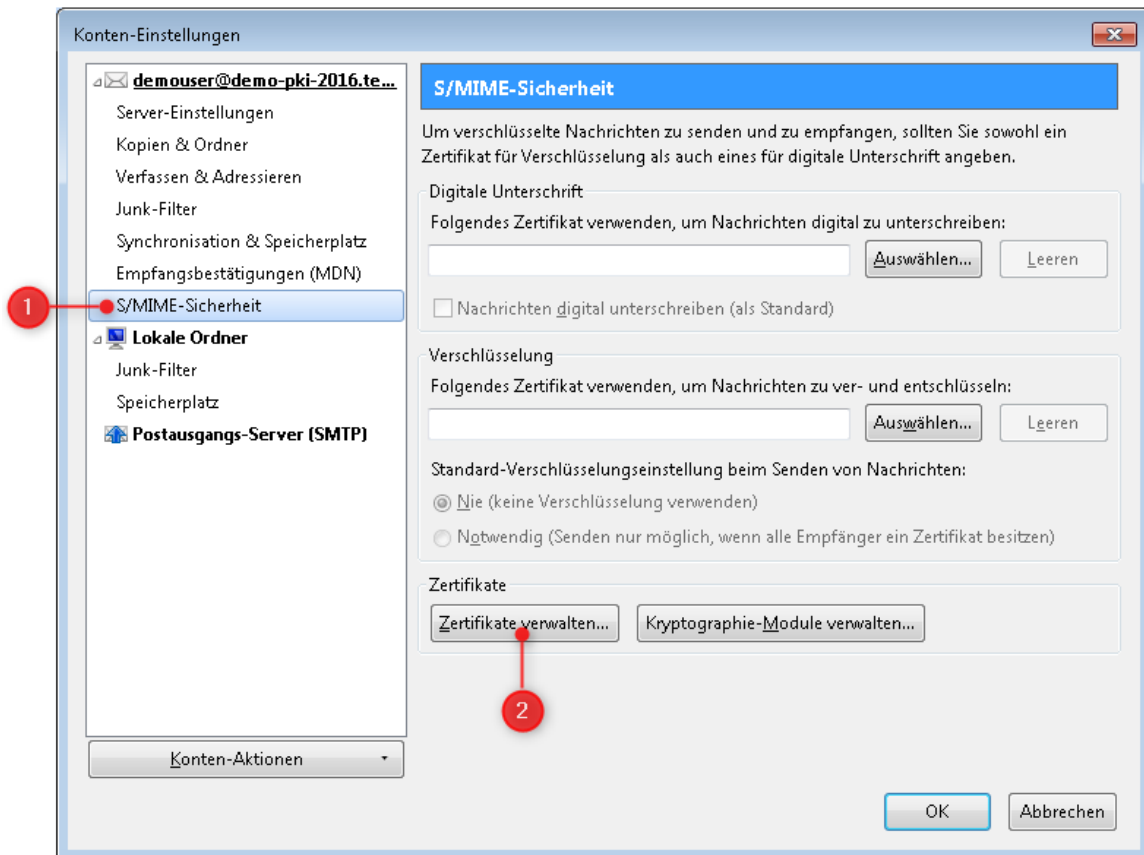 Konten-Einstellungen
demouser@demo-pki-2016.te...
Server-Einstellungen
Kopien & Ordner
Verfassen & Adressieren
Junk-Filter
Synchronisation & Speicherplatz
Empfangsbestätigungen (MDN)
1
S/MIME-Sicherheit
Lokale Ordner
Junk-Filter
Speicherplatz
Postausgangs-Server (SMTP)
Konten-Aktionen
S/MIME-Sicherheit
Um verschlüsselte Nachrichten zu senden und zu empfangen, sollten Sie sowohl ein
Zertifikat für Verschlüsselung als auch eines für digitale Unterschrift angeben.
Digitale Unterschrift
Folgendes Zertifikat verwenden, um Nachrichten digital zu unterschreiben:
Auswählen... Leeren
Nachrichten digital unterschreiben (als Standard)
Verschlüsselung
Folgendes Zertifikat verwenden, um Nachrichten zu ver- und entschlüsseln:
Auswählen... Leeren
Standard-Verschlüsselungseinstellung beim Senden von Nachrichten:
Nie (keine Verschlüsselung verwenden)
Notwendig (Senden nur möglich, wenn alle Empfänger ein Zertifikat besitzen)
Zertifikate
Zertifikate verwalten... Kryptographie-Module verwalten...
2
OK Abbrechen